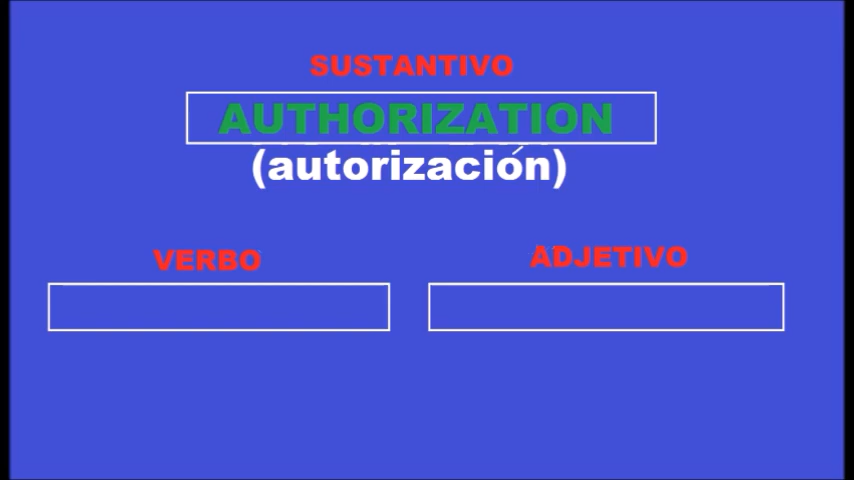 SUSTANTIVO
AUTHORIZATION
(autorización)
VERBO
ADJETIVO